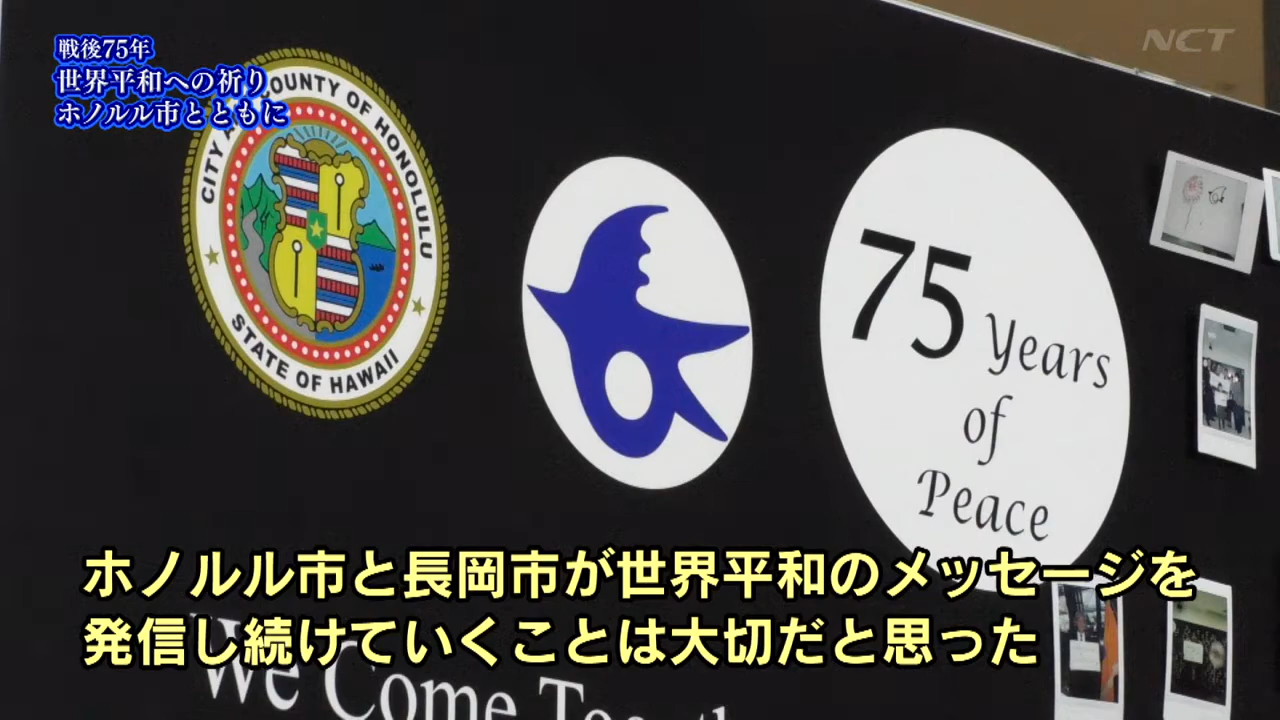 戦後75年
世界平和への祈り
ホノルル市とともに
NCT
CITY AND COUNTY OF HONOLULU
STATE OF HAWAII
75 Years
of
Peace
ホノルル市と長岡市が世界平和のメッセージを
発信し続けていくことは大切だと思った
We Come